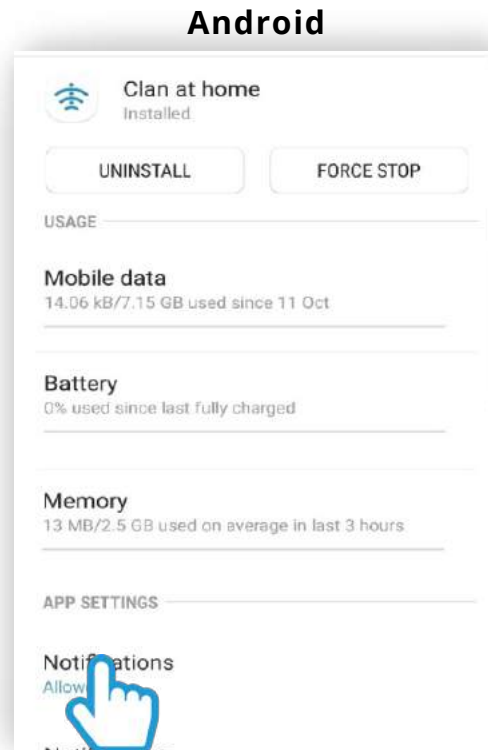 Android
Clan at home
Installed
UNINSTALL
FORCE STOP
USAGE
Mobile data
14.06 kB/7.15 GB used since 11 Oct
Battery
0% used since last fully charged
Memory
13 MB/2.5 GB used on average in last 3 hours
APP SETTINGS
Notifications